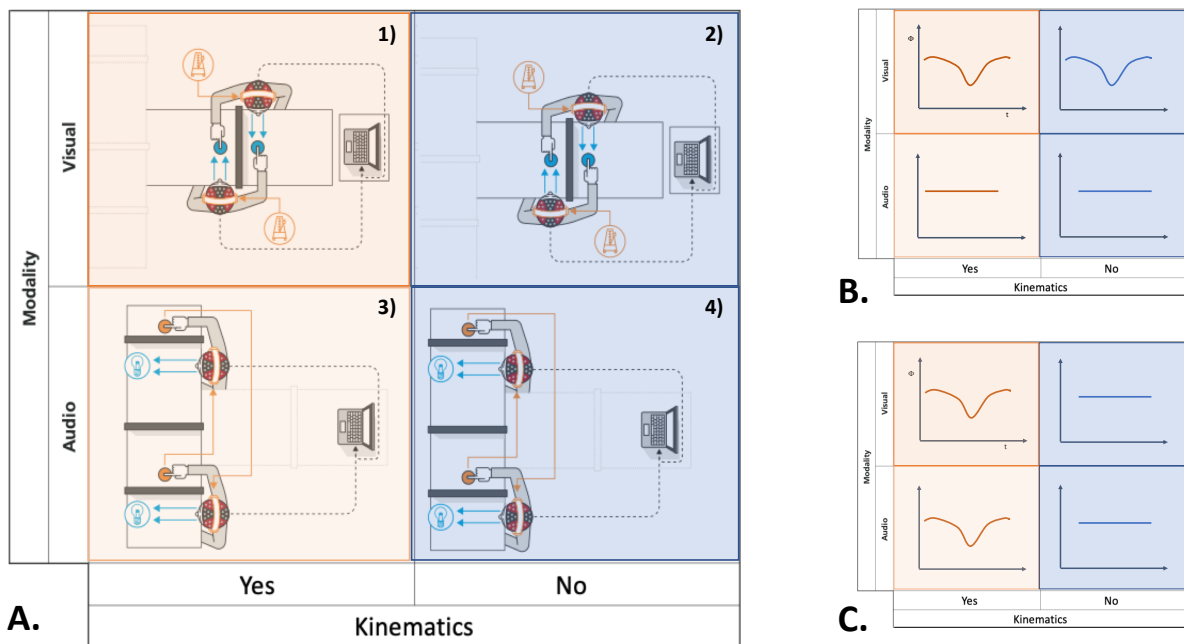 1)
2)
Visual
Modality
3)
4)
Audio
Yes
No
Kinematics
A.
Φ
t
Visual
Modality
Audio
Yes
No
Kinematics
B.
Φ
t
Visual
Modality
Audio
Yes
No
Kinematics
C.